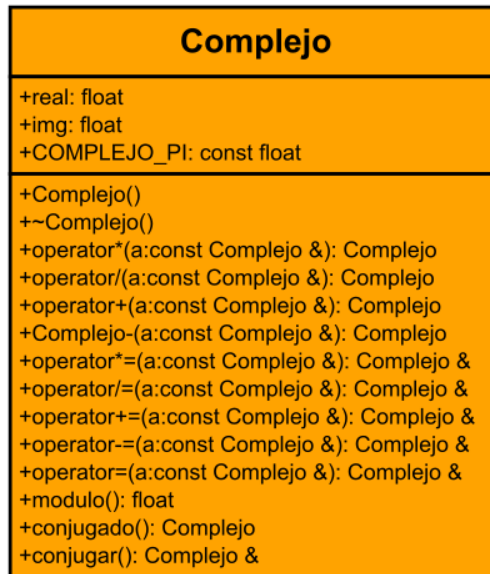 Complejo
+real: float
+img: float
+COMPLEJO_PI: const float
+Complejo()
+~Complejo()
+operator*(a:const Complejo &): Complejo
+operator/(a:const Complejo &): Complejo
+operator+(a:const Complejo &): Complejo
+Complejo-(a:const Complejo &): Complejo
+operator*=(a:const Complejo &): Complejo &
+operator/=(a:const Complejo &): Complejo &
+operator+=(a:const Complejo &): Complejo &
+operator-=(a:const Complejo &): Complejo &
+operator=(a:const Complejo &): Complejo &
+modulo(): float
+conjugado(): Complejo
+conjugar(): Complejo &